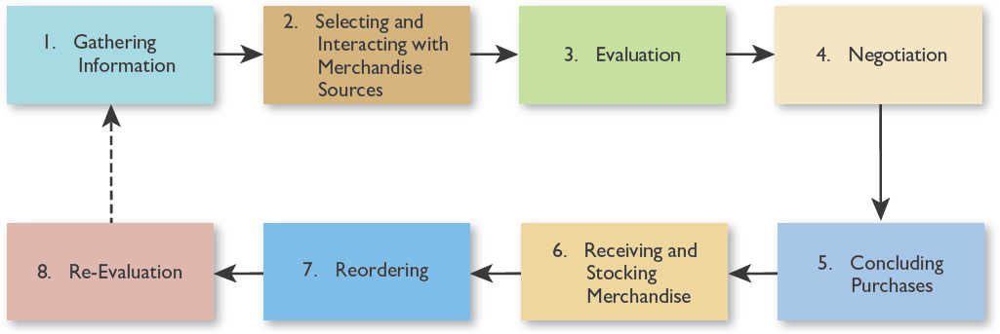 1. Gathering
Information
2. Selecting and
Interacting with
Merchandise
Sources
3. Evaluation
4. Negotiation
5. Concluding
Purchases
6. Receiving and
Stocking
Merchandise
7. Reordering
8. Re-Evaluation